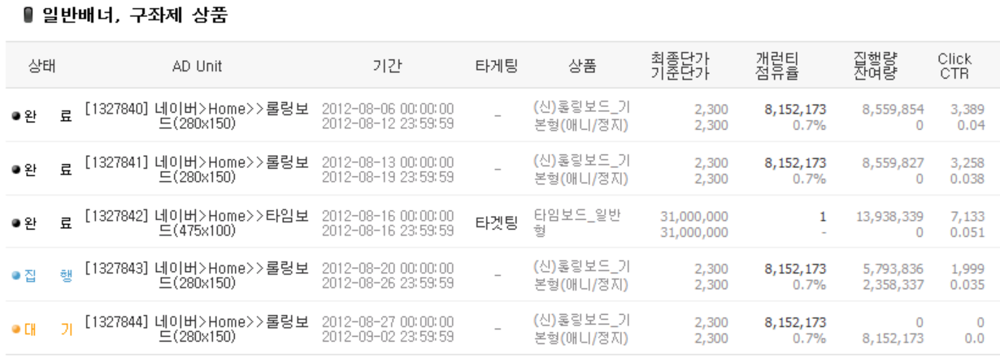 일반배너, 구좌제 상품
상태 AD Unit 기간 타게팅 상품 최종단가 개런티 집행량 Click
기준단가 점유율 잔여량 CTR
완 료 [1327840] 네이버>Home>>롤링보 2012-08-06 00:00:00 – (신)롤링보드_기 2,300 8,152,173 8,559,854 3,389
드(280x150) 2012-08-12 23:59:59 본형(애니/정지) 2,300 0.7% 0 0.04
완 료 [1327841] 네이버>Home>>롤링보 2012-08-13 00:00:00 – (신)롤링보드_기 2,300 8,152,173 8,559,827 3,258
드(280x150) 2012-08-19 23:59:59 본형(애니/정지) 2,300 0.7% 0 0.038
완 료 [1327842] 네이버>Home>>타임보 2012-08-16 00:00:00 타겟팅 타임보드_일반 31,000,000 1 13,938,339 7,133
드(475x100) 2012-08-16 23:59:59 형 31,000,000 - 0 0.051
집 행 [1327843] 네이버>Home>>롤링보 2012-08-20 00:00:00 – (신)롤링보드_기 2,300 8,152,173 5,793,836 1,999
드(280x150) 2012-08-26 23:59:59 본형(애니/정지) 2,300 0.7% 2,358,337 0.035
대 기 [1327844] 네이버>Home>>롤링보 2012-08-27 00:00:00 – (신)롤링보드_기 2,300 8,152,173 0 0
드(280x150) 2012-09-02 23:59:59 본형(애니/정지) 2,300 0.7% 8,152,173 0.0